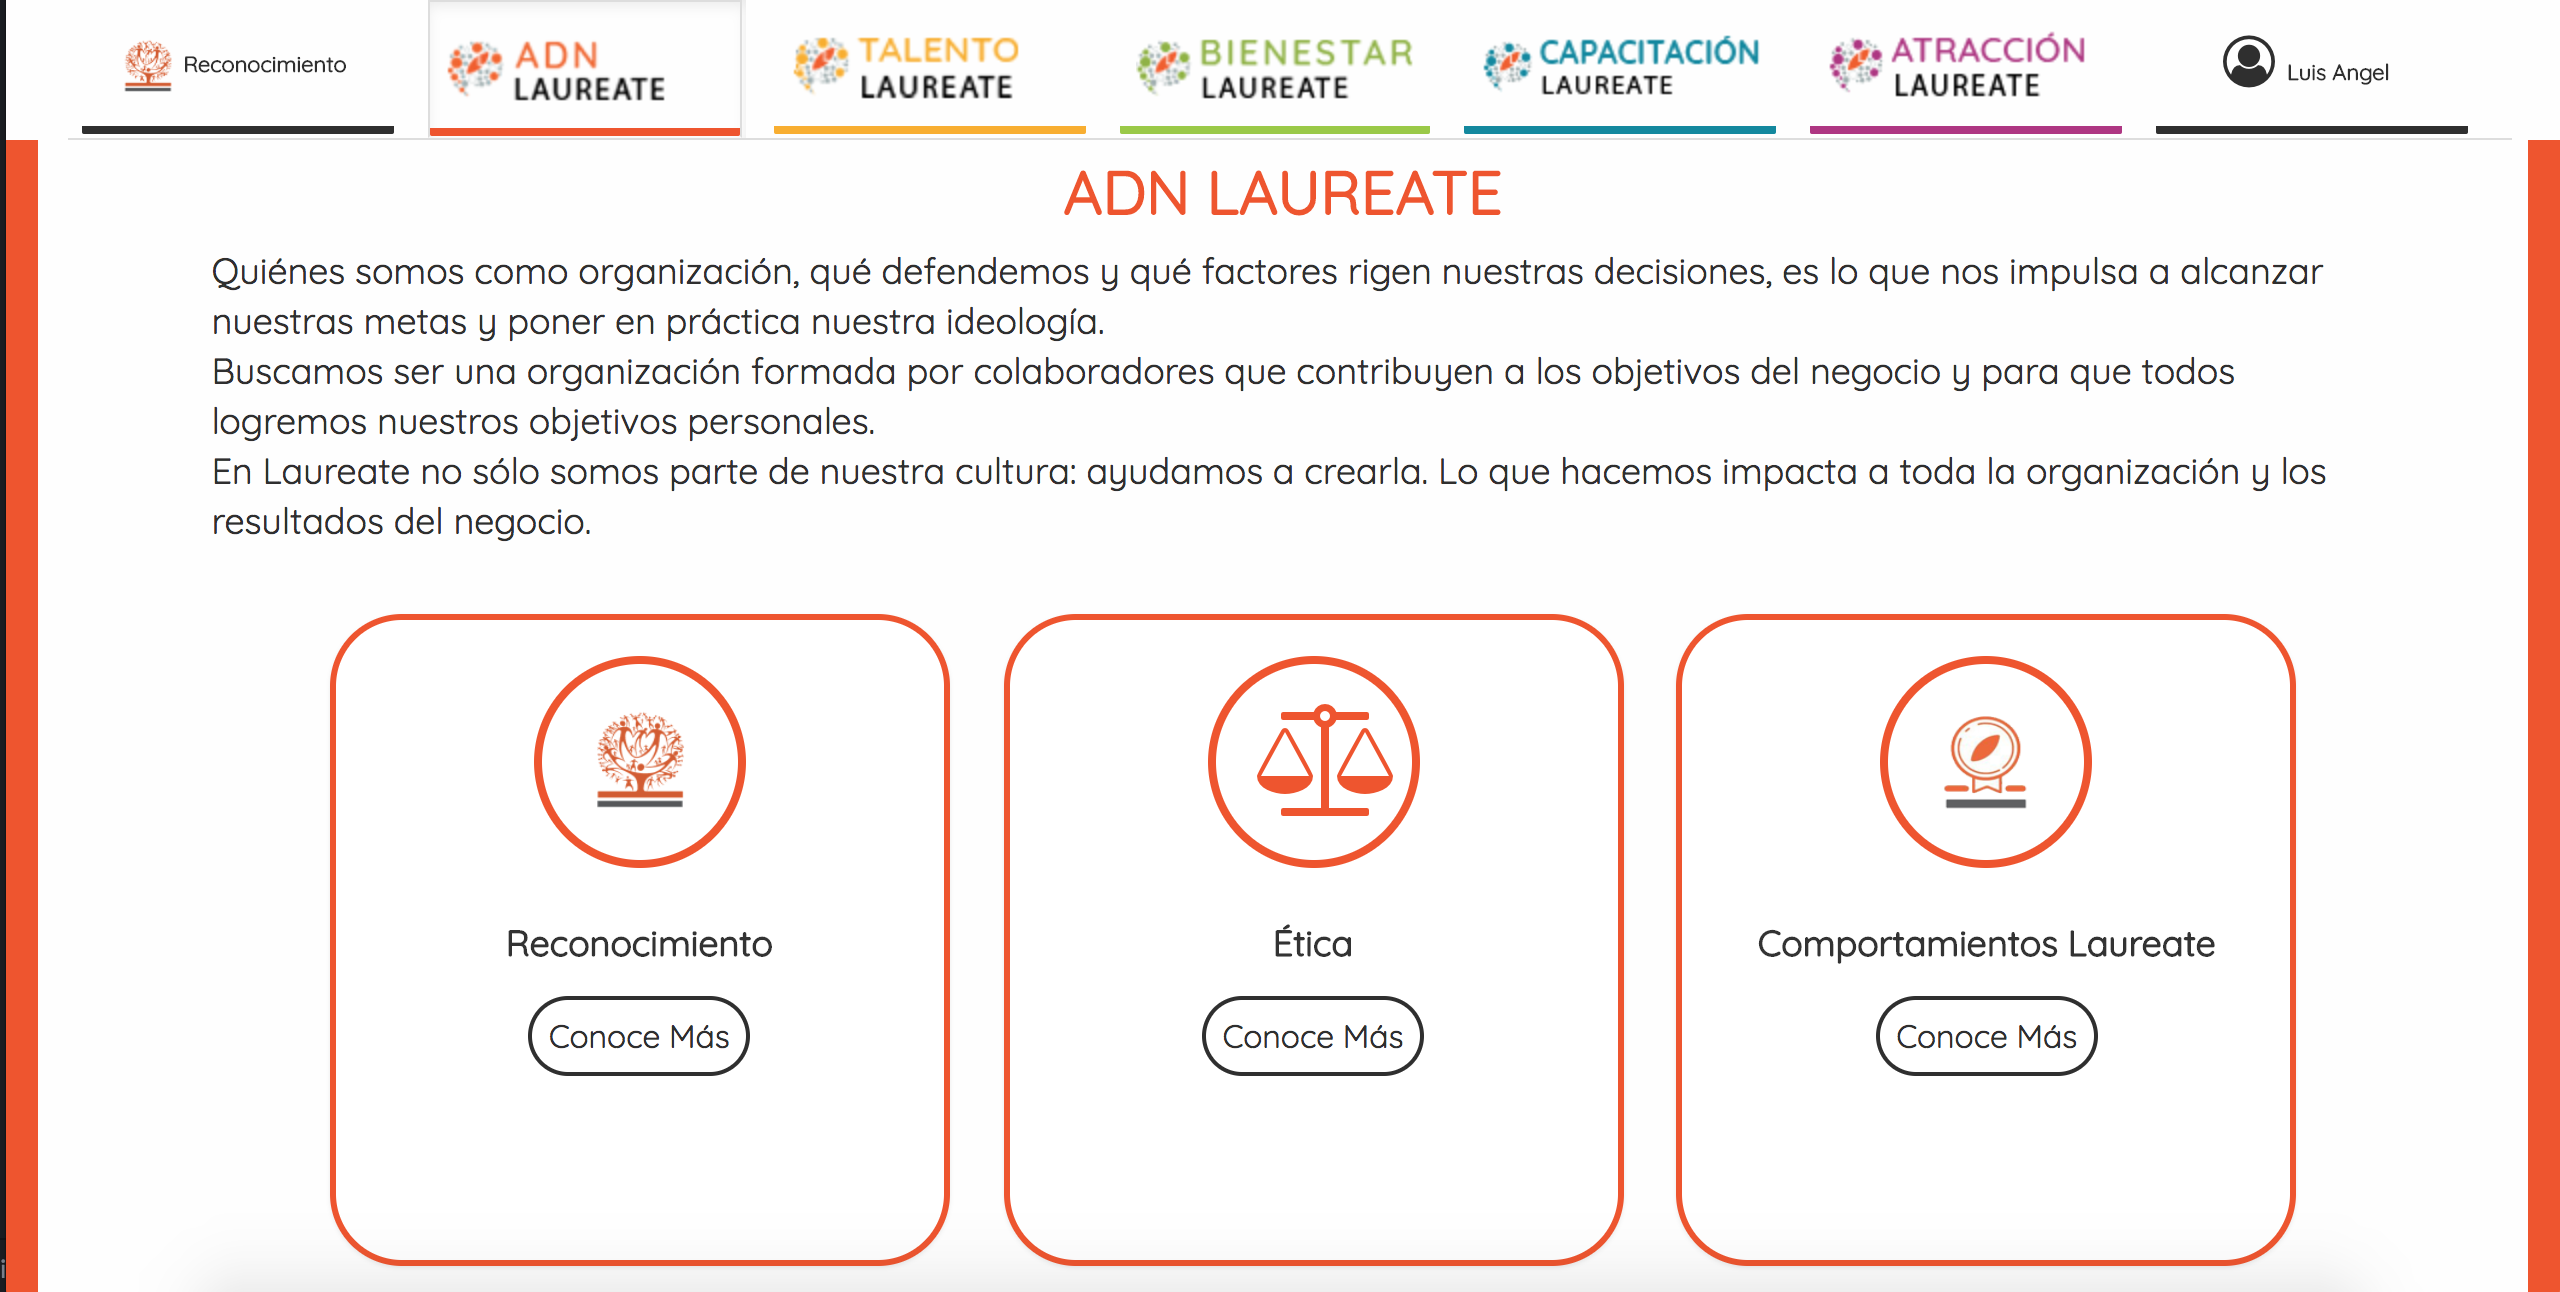 Reconocimiento
ADN
LAUREATE
TALENTO
LAUREATE
BIENESTAR
LAUREATE
CAPACITACIÓN
LAUREATE
ATRACCIÓN
LAUREATE
Luis Angel
ADN LAUREATE
Quiénes somos como organización, qué defendemos y qué factores rigen nuestras decisiones, es lo que nos impulsa a alcanzar
nuestras metas y poner en práctica nuestra ideología.
Buscamos ser una organización formada por colaboradores que contribuyen a los objetivos del negocio y para que todos
logremos nuestros objetivos personales.
En Laureate no sólo somos parte de nuestra cultura: ayudamos a crearla. Lo que hacemos impacta a toda la organización y los
resultados del negocio.
Reconocimiento
Conoce Más
Ética
Conoce Más
Comportamientos Laureate
Conoce Más